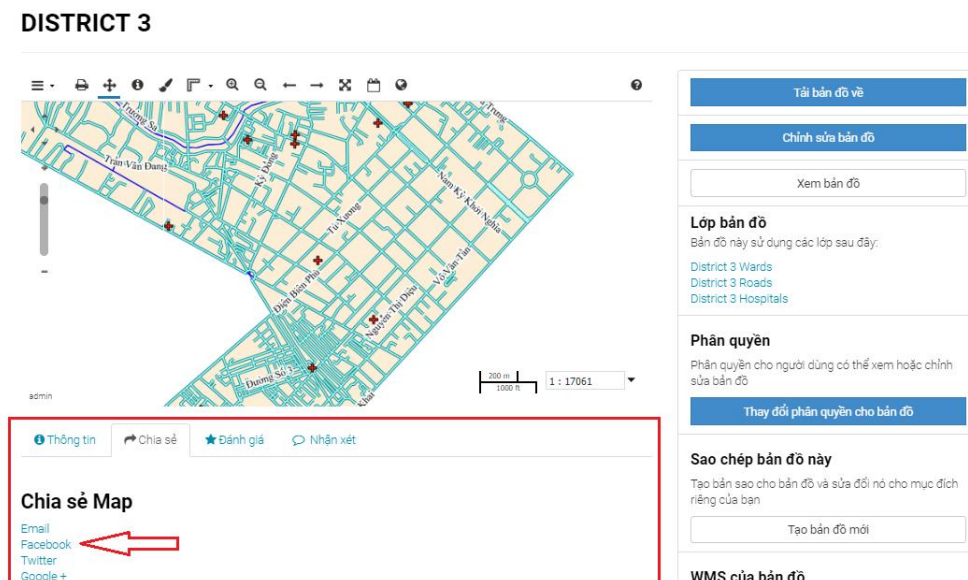 DISTRICT 3
Trương Sa
Trung
Trần Văn Đang
Kỳ Đồng
Nam Kỳ Khởi Nghĩa
Tú Xương
Võ Văn Tần
Điện Biên Phủ
Nguyễn Thị Diệu
Đường Số 3
Khai
200 m
1000 ft
1 : 17061
admin
Thông tin
Chia sẻ
Đánh giá
Nhận xét
Chia sẻ Map
Email
Facebook
Twitter
Google +
Tải bản đồ về
Chỉnh sửa bản đồ
Xem bản đồ
Lớp bản đồ
Bản đồ này sử dụng các lớp sau đây:
District 3 Wards
District 3 Roads
District 3 Hospitals
Phân quyền
Phân quyền cho người dùng có thể xem hoặc chỉnh
sửa bản đồ
Thay đổi phân quyền cho bản đồ
Sao chép bản đồ này
Tạo bản sao cho bản đồ và sửa đổi nó cho mục đích
riêng của bạn
Tạo bản đồ mới
WMS của bản đồ